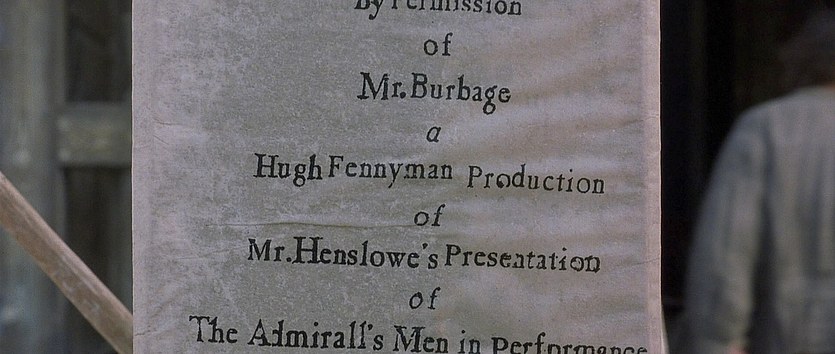 By Permission
of
Mr. Burbage
a
Hugh Fennyman Production
of
Mr. Henslowe's Presentation
of
The Admirall's Men in Performance